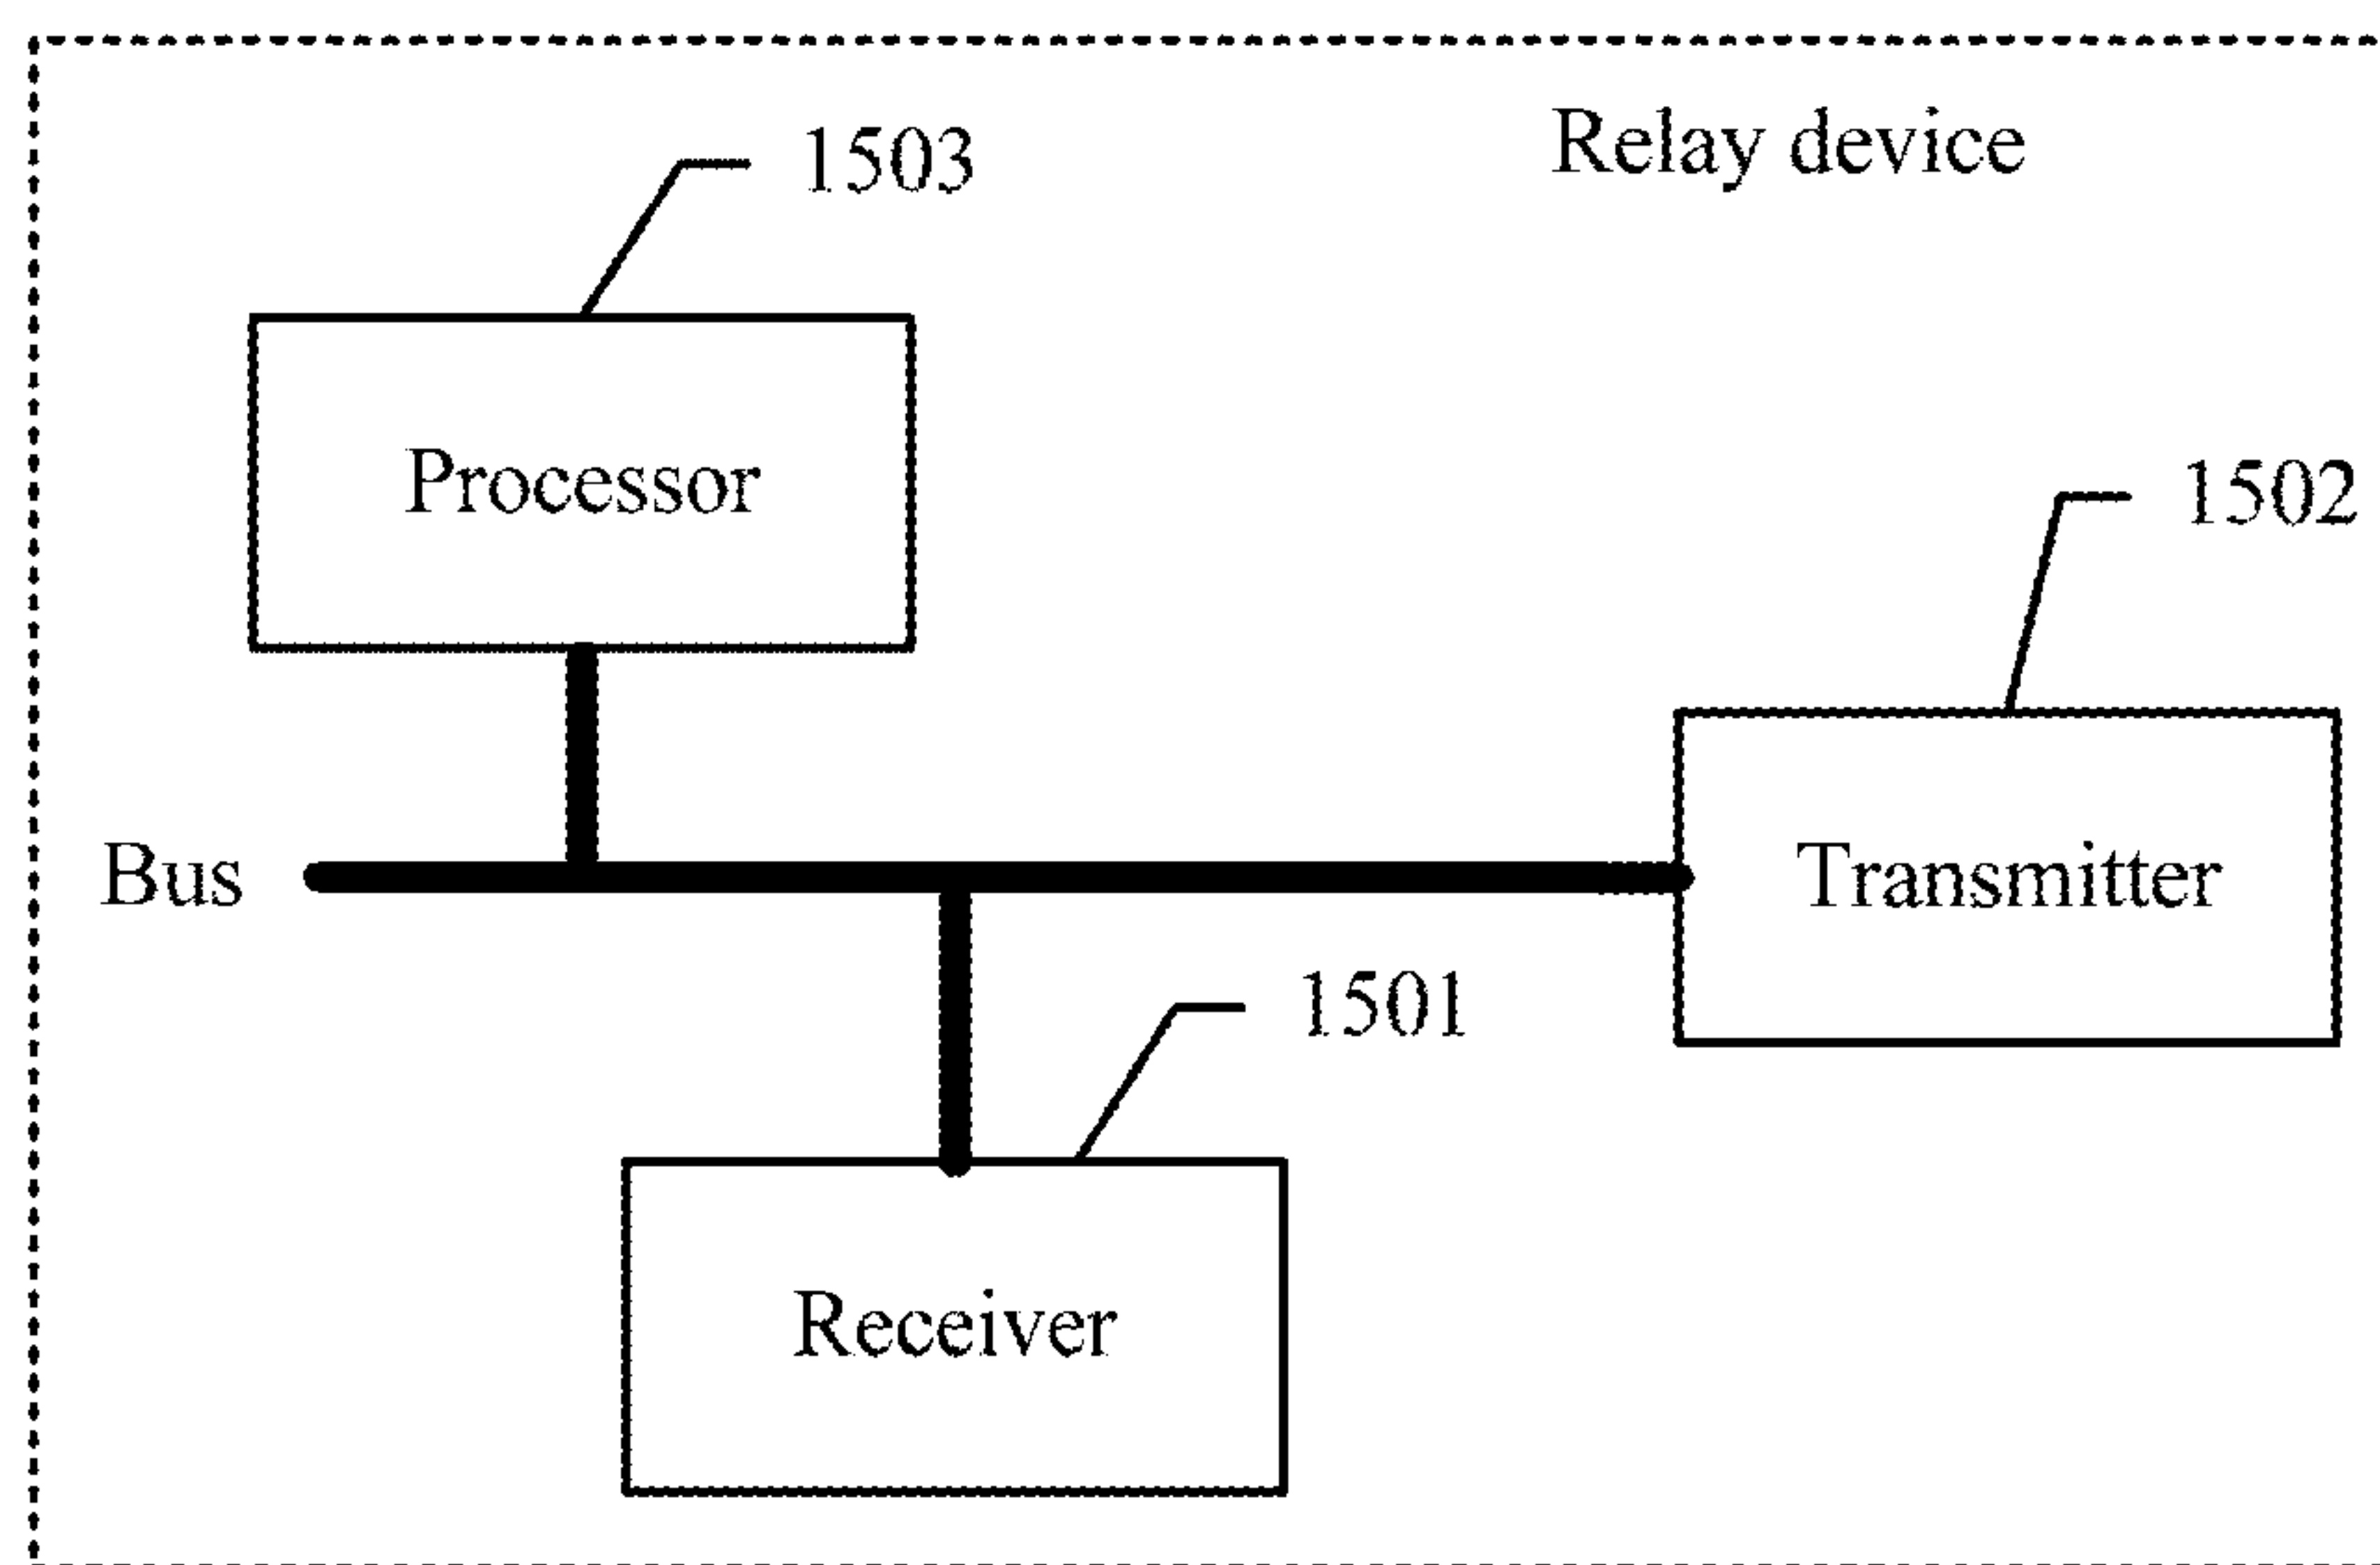 Relay device
1503
Processor
1502
Bus
Transmitter
1501
Receiver